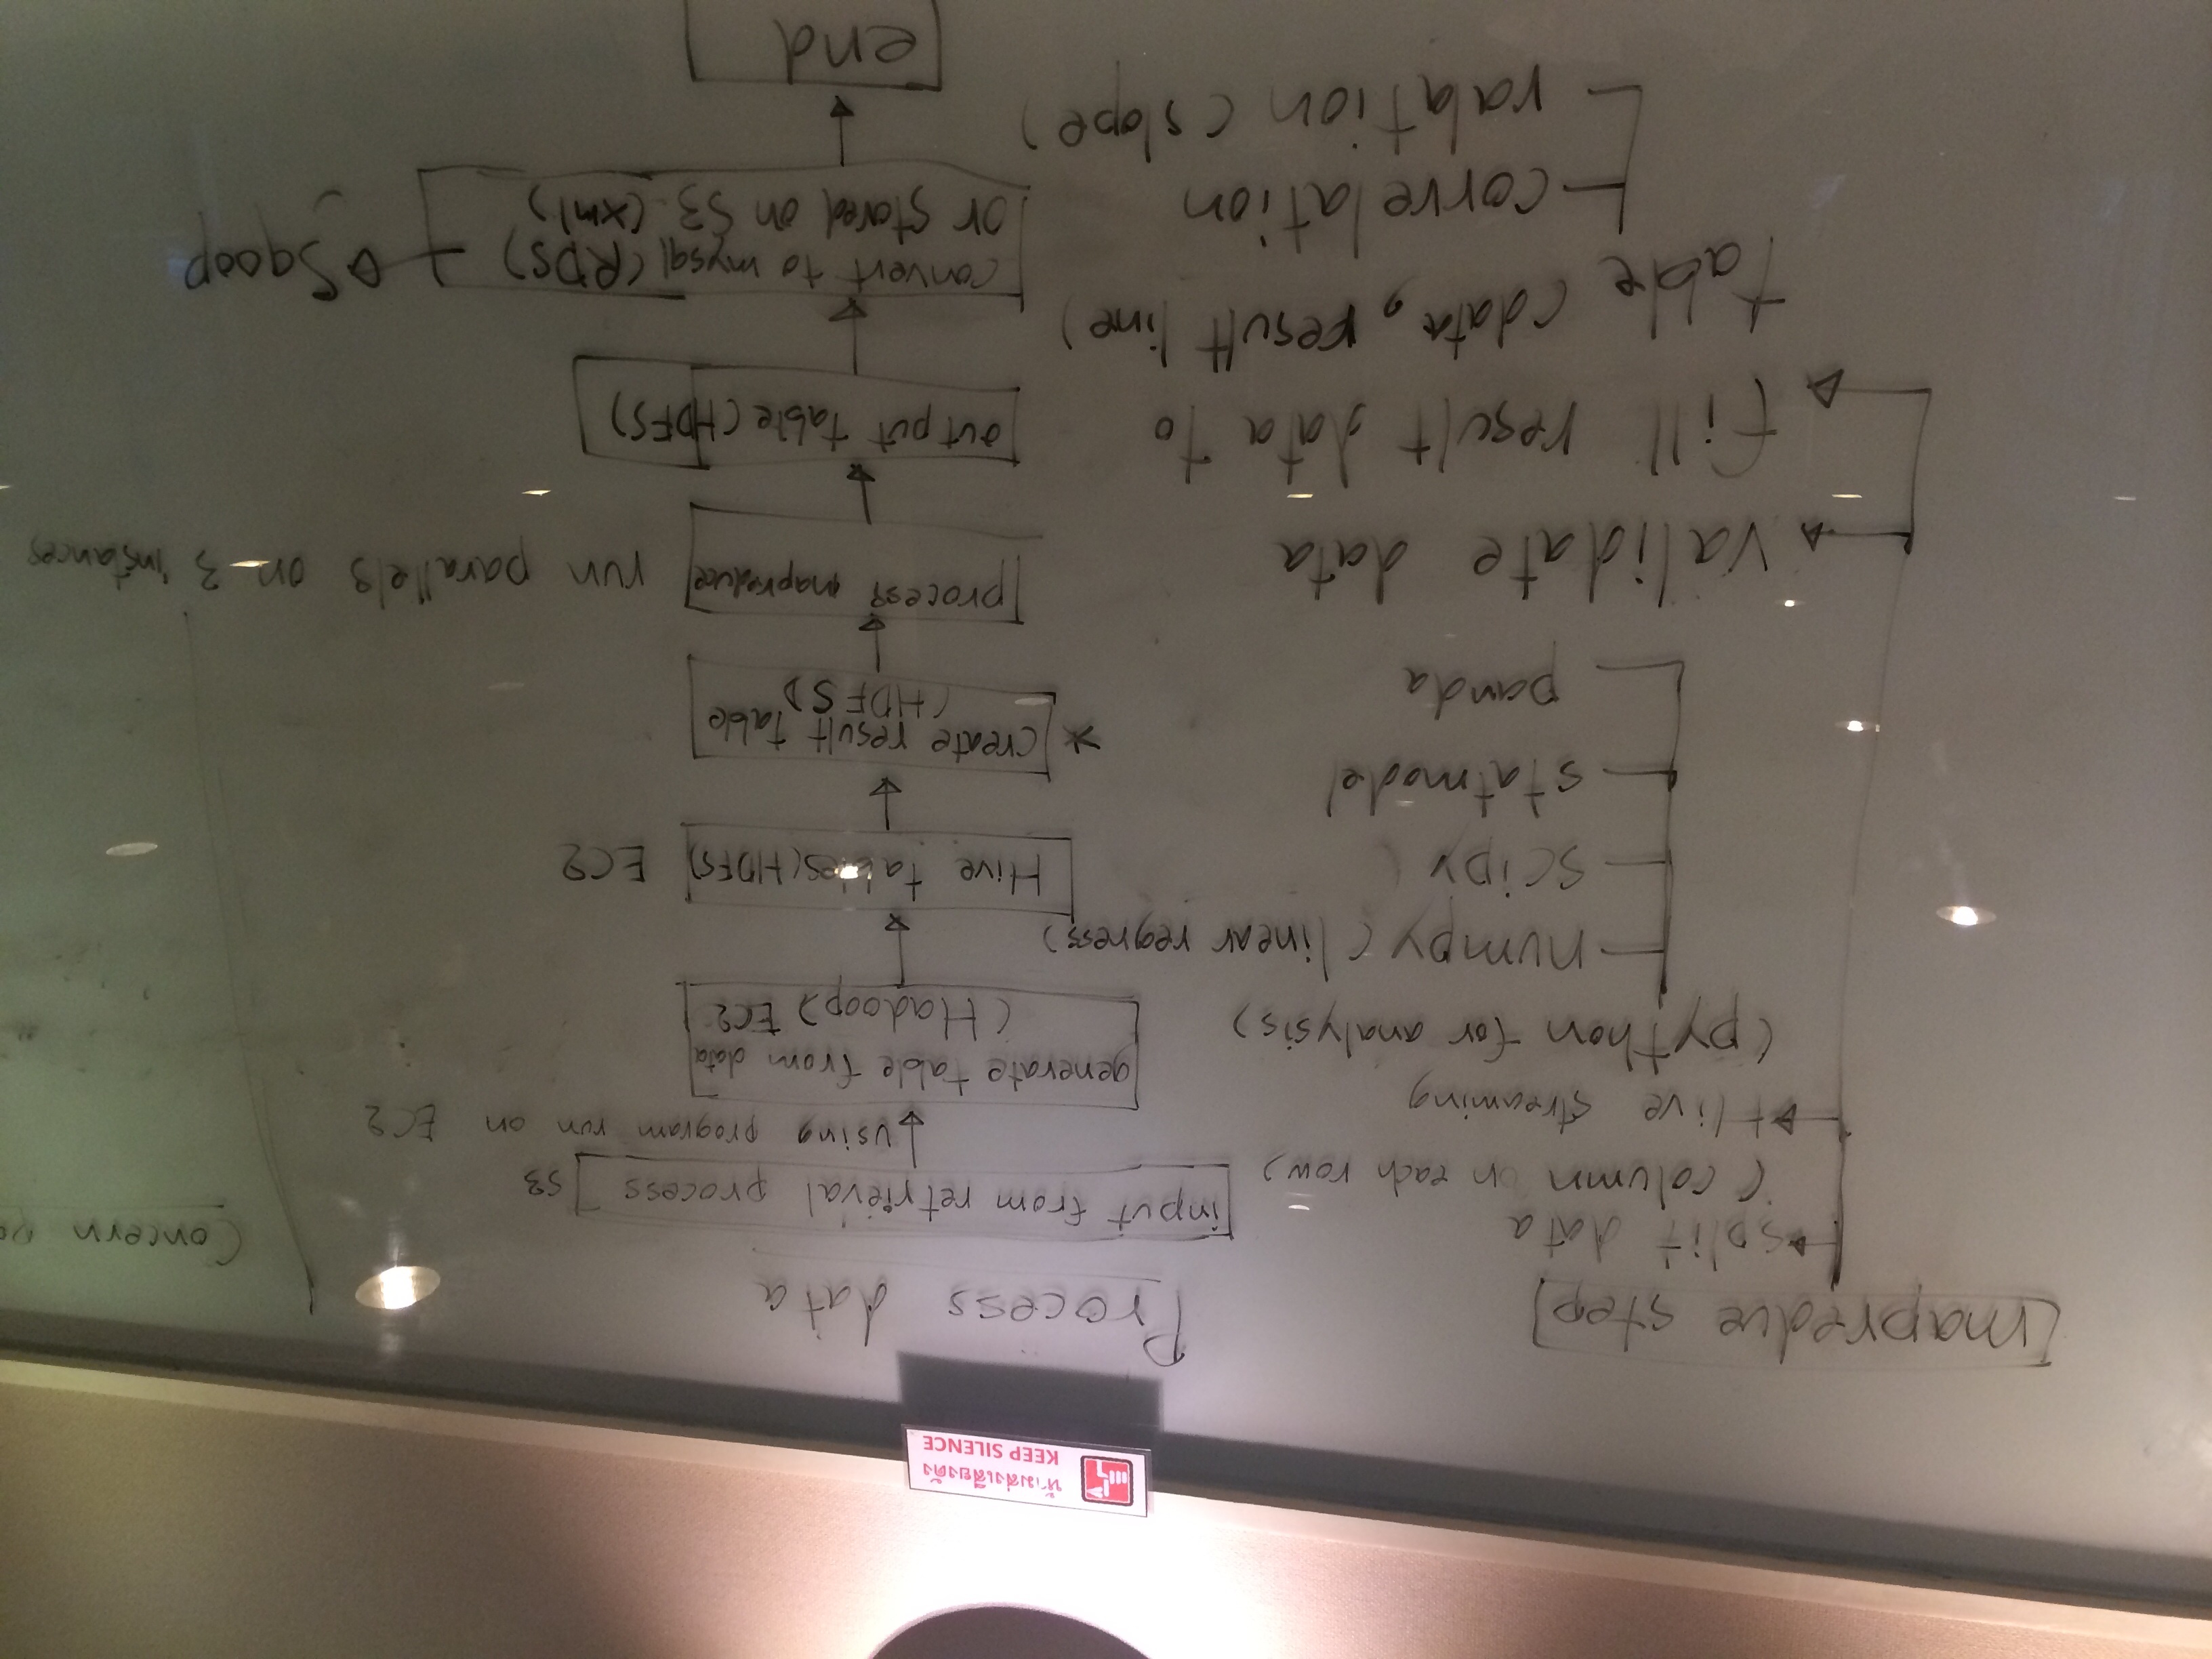 ห้ามส่งเสียงดัง
KEEP SILENCE
mapredue step
split data
(column on each row)
Hive streaming
(python for analysis)
numpy (linear regress)
scipy
statmodel
panda
validate data
fill result data to
table (data, result line)
correlation
ralation (slope)
Process data
input from retrieval process S3
using program run on EC2
generate table from data
(Hadoop) EC2
Hive tables(HDFS) EC2
* create result table
(HDFS)
process mapreduce run parallels on 3 instances
output table (HDFS)
convert to mysql (RDS)
or stored on S3 (xml)
Sqoop
end
Concern